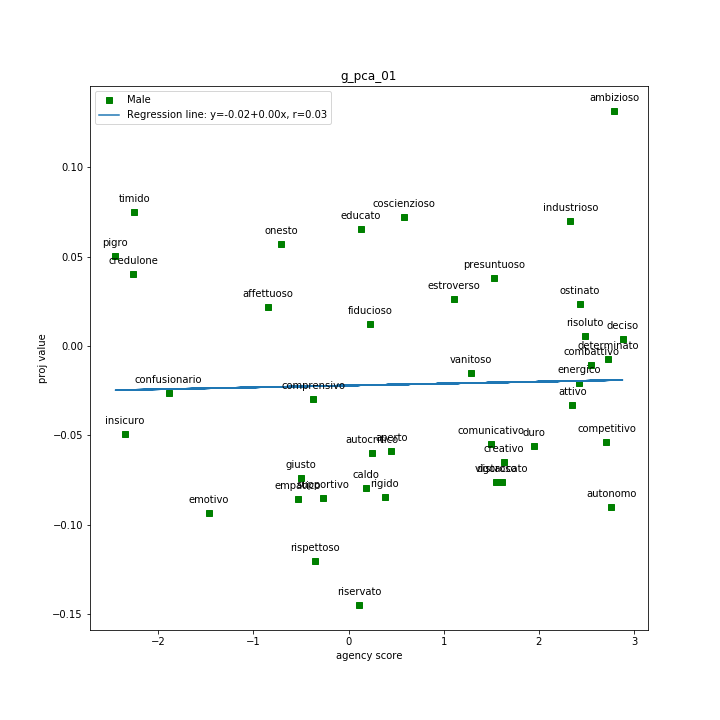 g_pca_01
Male
Regression line: y=-0.02+0.00x, r=0.03
ambizioso
timido
coscienzioso
industrioso
educato
onesto
pigro
credulone
presuntuoso
estroverso
ostinato
affettuoso
fiducioso
risoluto
deciso
determinato
combattivo
vanitoso
energico
confusionario
comprensivo
attivo
insicuro
comunicativo
duro
competitivo
autocritico
aperto
creativo
giusto
caldo
empatico
supportivo
rigido
emotivo
autonomo
rispettoso
riservato
0.10
0.05
0.00
−0.05
−0.10
−0.15
proj value
−2
−1
0
1
2
3
agency score